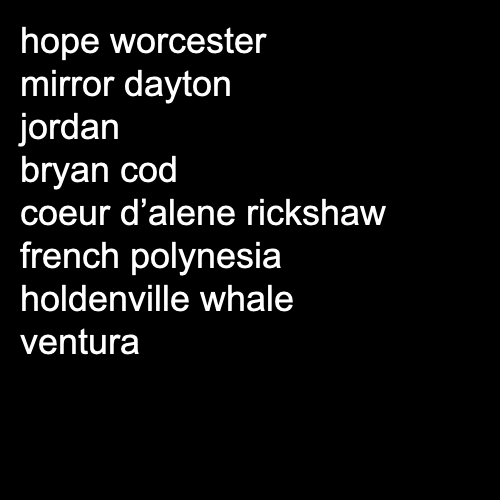 hope worcester
mirror dayton
jordan
bryan cod
coeur d’alene rickshaw
french polynesia
holdenville whale
ventura